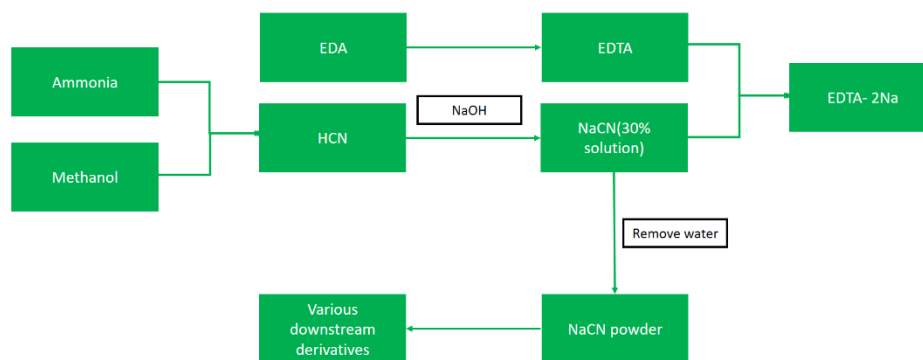 EDA
EDTA
Ammonia
EDTA- 2Na
NaOH
HCN
NaCN(30%
solution)
Methanol
Remove water
Various
downstream
derivatives
NaCN powder